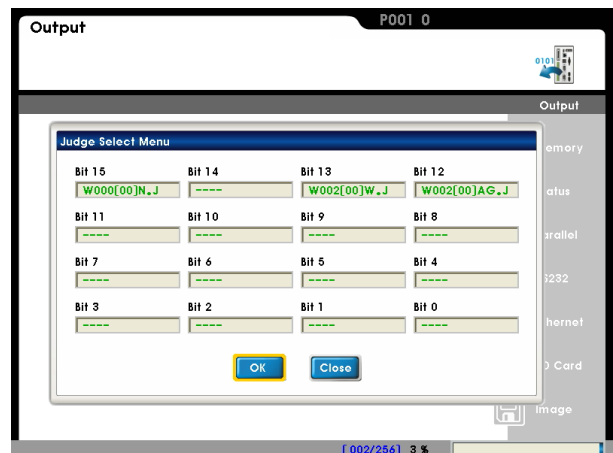 Output
P001 0
0101
Output
Judge Select Menu
emory
Bit 15 Bit 14 Bit 13 Bit 12
W000[00]N.J ---- W002[00]W.J W002[00]AG.J
atus
Bit 11 Bit 10 Bit 9 Bit 8
---- ---- ---- ----
arallel
Bit 7 Bit 6 Bit 5 Bit 4
---- ---- ---- ----
S232
Bit 3 Bit 2 Bit 1 Bit 0
---- ---- ---- ----
hernet
OK Close
D Card
Image
[002/256] 3 %